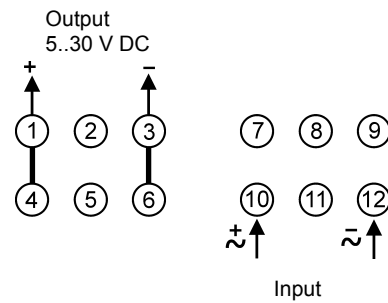 Output
5..30 V DC
+ −
1 2 3 7 8 9
4 5 6 10 11 12
+ −
~ ~
Input